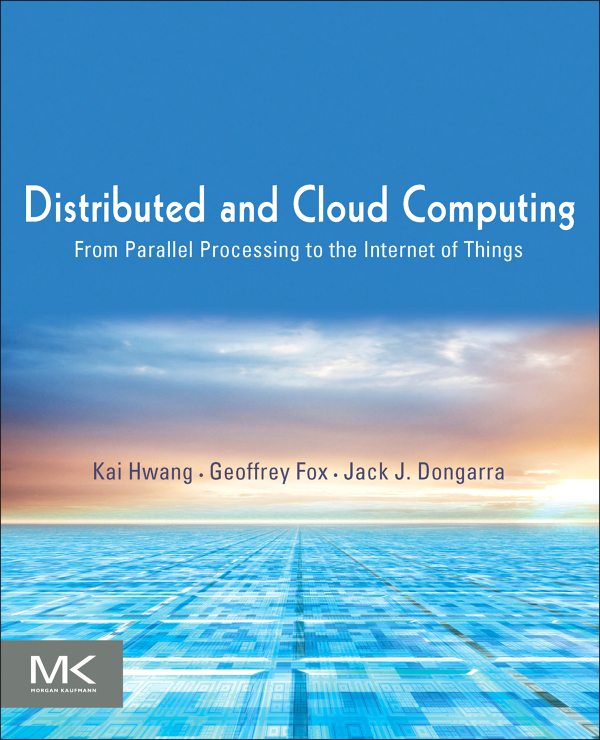 Distributed and Cloud Computing
From Parallel Processing to the Internet of Things
Kai Hwang • Geoffrey Fox • Jack J. Dongarra
MK
MORGAN KAUFMANN